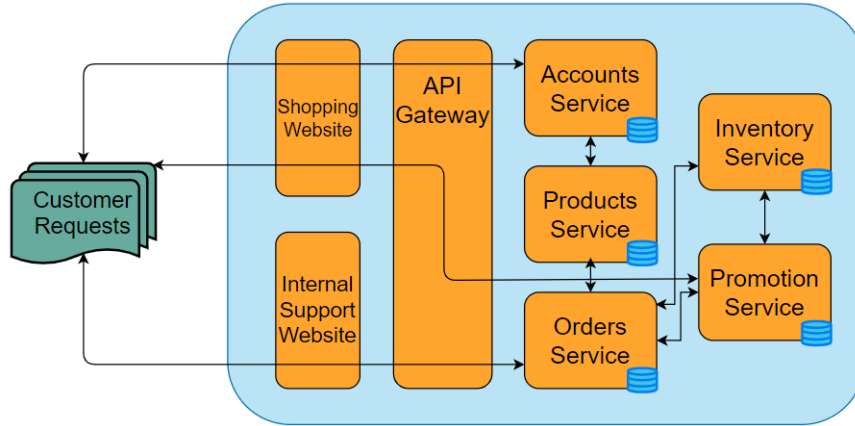 Customer
Requests
Shopping
Website
Internal
Support
Website
API
Gateway
Accounts
Service
Products
Service
Orders
Service
Inventory
Service
Promotion
Service